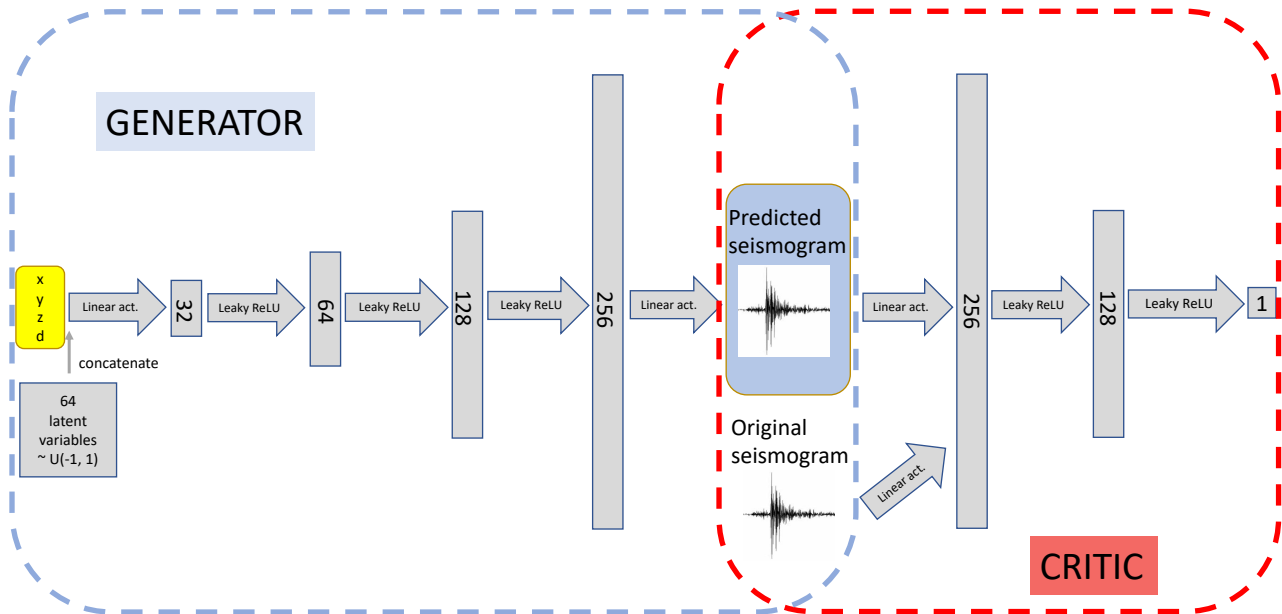 GENERATOR
x
y
z
d
Linear act.
32
Leaky ReLU
64
Leaky ReLU
128
Leaky ReLU
256
Linear act.
concatenate
64
latent
variables
~ U(-1, 1)
Predicted
seismogram
Original
seismogram
Linear act.
Linear act.
256
Leaky ReLU
128
Leaky ReLU
1
CRITIC